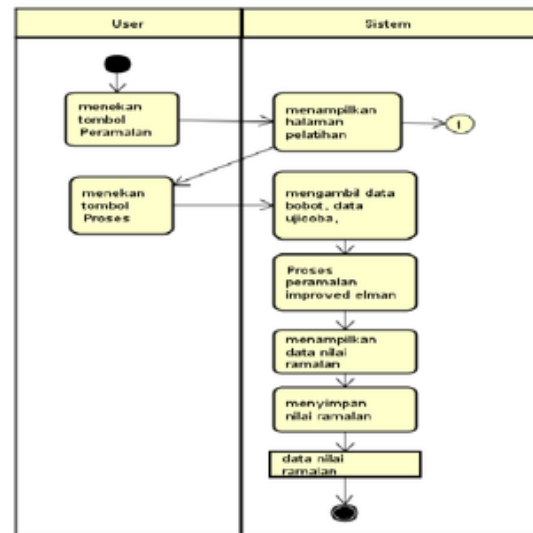 User
Sistem
menekan
tombol
Peramalan
menampilkan
halaman
pelatihan
menekan
tombol
Proses
mengambil data
bobot, data
ujicoba,
Proses
peramalan
improved elman
menampilkan
data nilai
ramalan
menyimpan
nilai ramalan
data nilai
ramalan